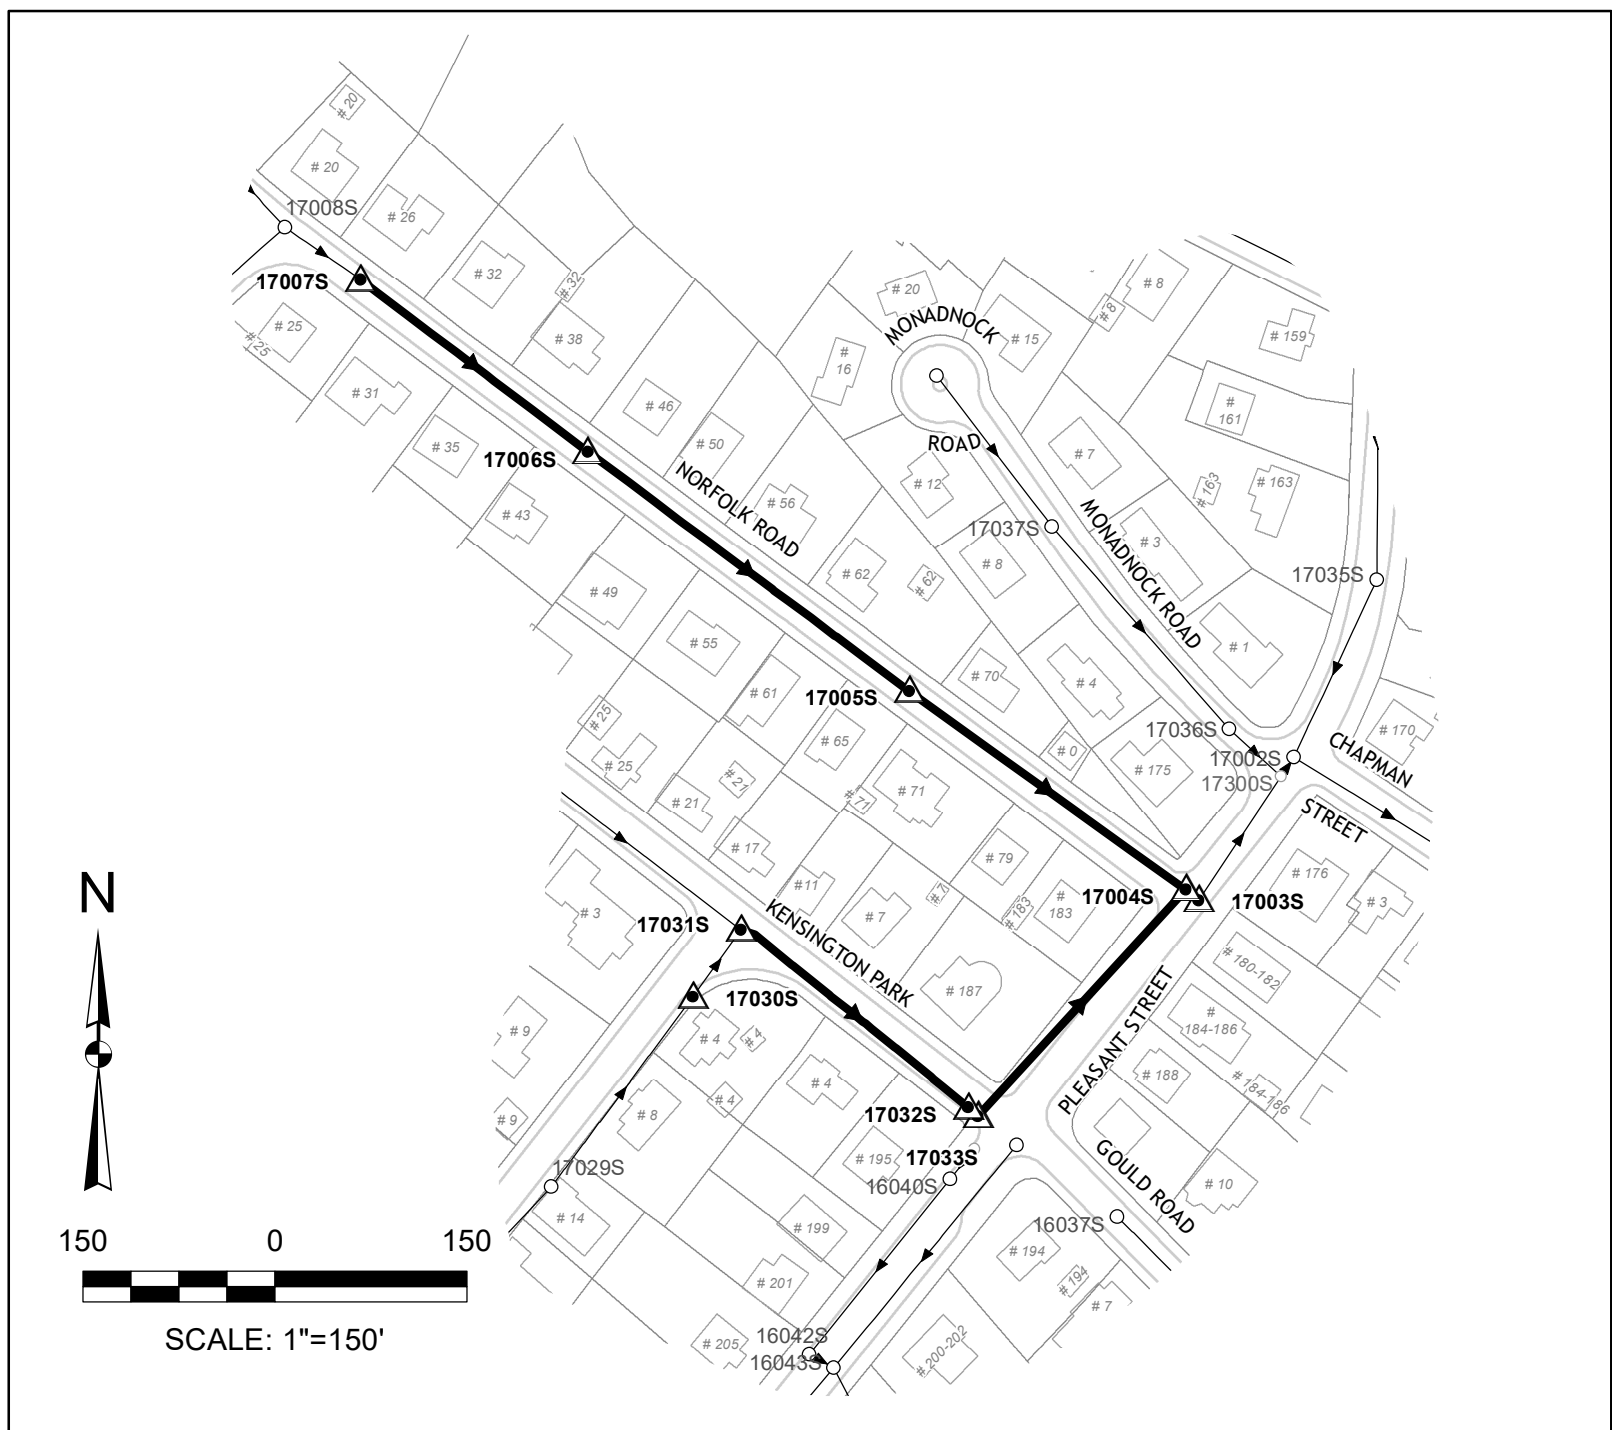 # 20
# 20
17008S
# 26
# 32
# 32
17007S
# 25
# 25
# 38
# 31
# 46
# 35
# 50
17006S
# 43
NORFOLK ROAD
# 56
# 20
MONADNOCK
# 15
# 8
# 8
# 159
#
16
#
161
ROAD
# 7
# 12
# 163
# 163
17037S
MONADNOCK ROAD
# 3
# 8
17035S
# 62
# 62
# 49
# 55
# 1
# 70
# 4
# 61
17005S
# 25
# 65
17036S
# 170
# 0
17002S
CHAPMAN
# 25
# 21
# 175
17300S
# 21
# 71
# 71
STREET
# 17
# 79
# 176
#11
# 7
#
183
17004S
17003S
# 3
# 7
# 183
# 3
KENSINGTON PARK
17031S
# 180-182
# 187
17030S
PLEASANT STREET
#
184-186
# 9
# 4
# 4
# 188
# 4
# 184-186
# 4
# 8
17032S
# 9
17033S
# 195
GOULD ROAD
17029S
16040S
# 10
# 14
# 199
16037S
# 194
# 201
# 194
# 7
16042S
# 205
16043S
# 200-202
N
150 0 150
SCALE: 1"=150'